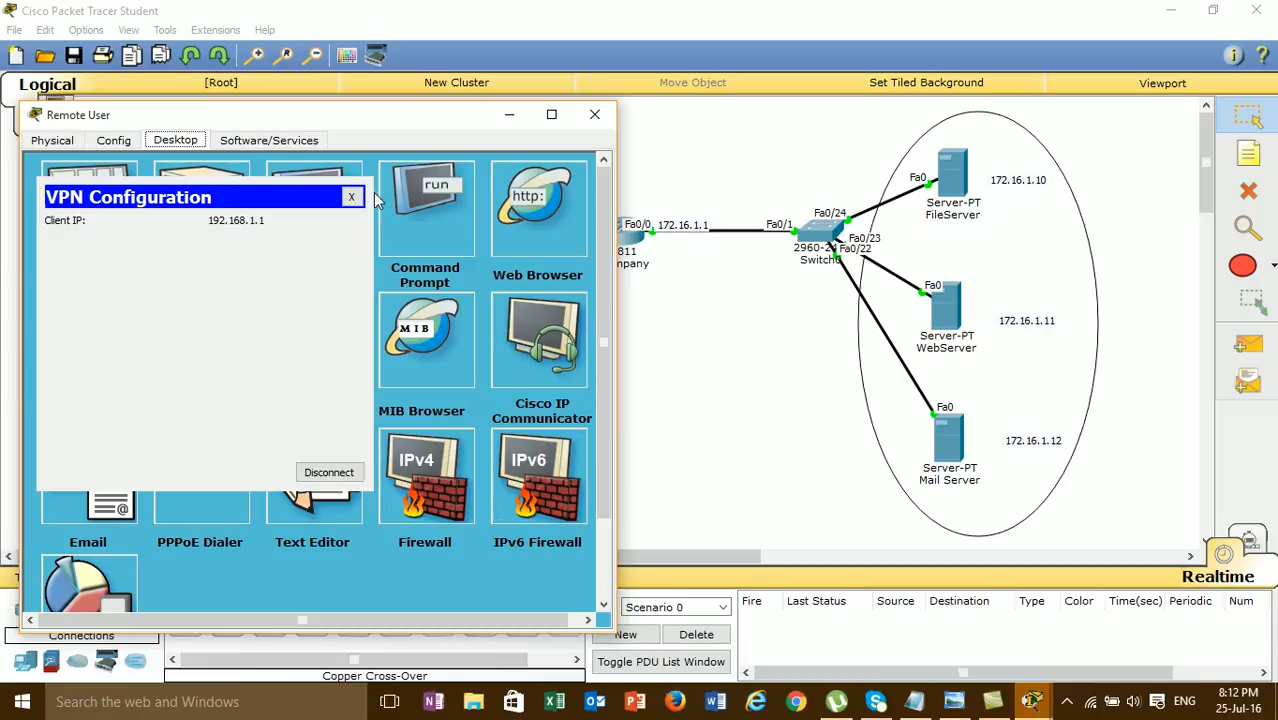 Cisco Packet Tracer Student
File Edit Options View Tools Extensions Help
Logical
[Root]
New Cluster
Move Object
Set Tiled Background
Viewport
Remote User
Physical
Config
Desktop
Software/Services
VPN Configuration
X
Client IP:
192.168.1.1
Disconnect
run
Command
Prompt
http:
Web Browser
MIB
MIB Browser
Cisco IP
Communicator
IPv4
IPv6
@
Email
PPPoE Dialer
Text Editor
Firewall
IPv6 Firewall
Fa0/0
172.16.1.1
811
mpany
Fa0/1
Fa0/24
2960-24
Switch0
Fa0/23
Fa0/22
Fa0
Server-PT
FileServer
172.16.1.10
Fa0
Server-PT
WebServer
172.16.1.11
Fa0
Server-PT
Mail Server
172.16.1.12
Realtime
Connections
Copper Cross-Over
Scenario 0
New
Delete
Toggle PDU List Window
Fire Last Status Source Destination Type Color Time(sec) Periodic Num
Search the web and Windows
ENG
8:12 PM
25-Jul-16